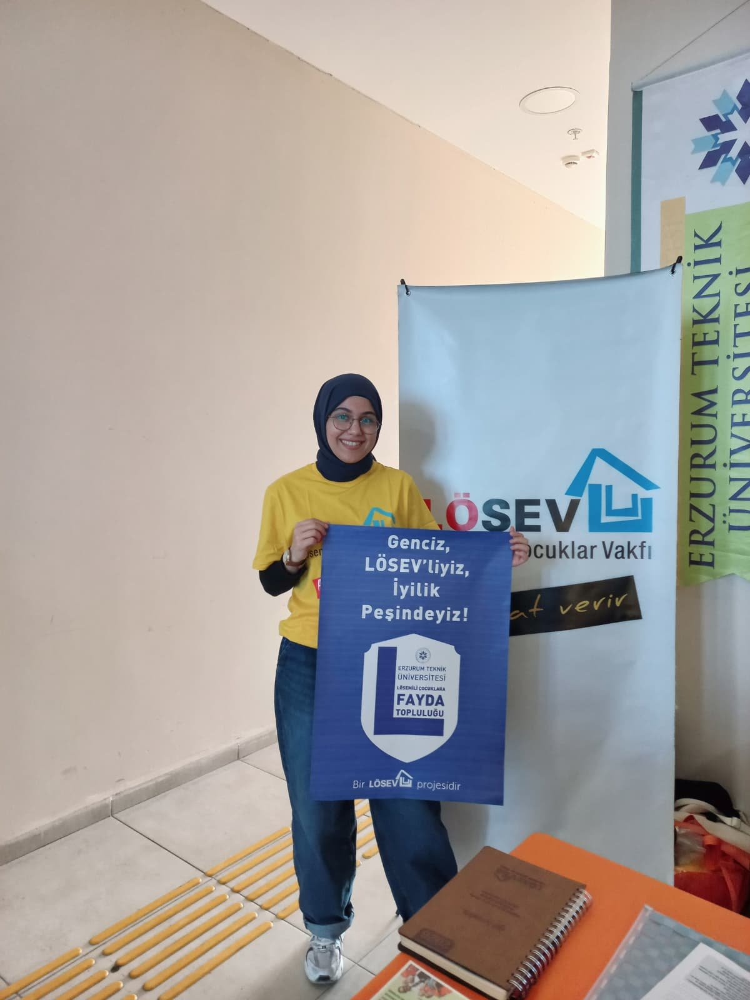 ERZURUM TEKNİK
ÜNİVERSİTESİ
LÖSEV
ocuklar Vakfı
at verir
Genciz,
LÖSEV'liyiz,
İyilik
Peşindeyiz!
ERZURUM TEKNİK
ÜNİVERSİTESİ
LÖSEMİLİ ÇOCUKLARA
FAYDA
TOPLULUĞU
Bir LÖSEV projesidir